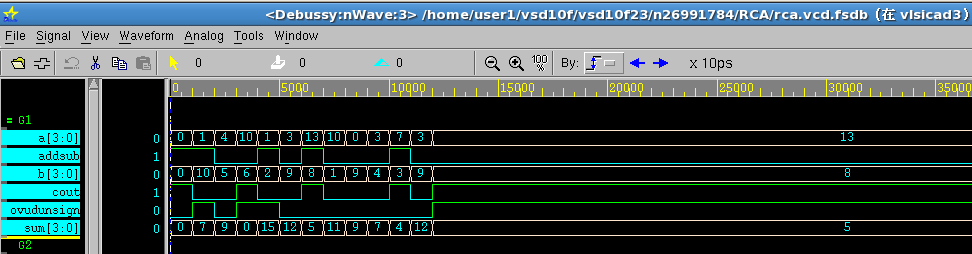 <Debussy:nWave:3> /home/user1/vsd10f/vsd10f23/n26991784/RCA/rca.vcd.fsdb (在 vlsicad3)
File Signal View Waveform Analog Tools Window
0 0 0 100 % By: x 10ps
0 5000 10000 15000 20000 25000 30000 35000
= G1
a[3:0] 0 0 1 4 10 1 3 13 10 0 3 7 3 13
addsub 1
b[3:0] 0 0 10 5 6 2 9 8 1 9 4 3 9 8
cout 1
ovudunsign 0
sum[3:0] 0 0 7 9 0 15 12 5 11 9 7 4 12 5
G2